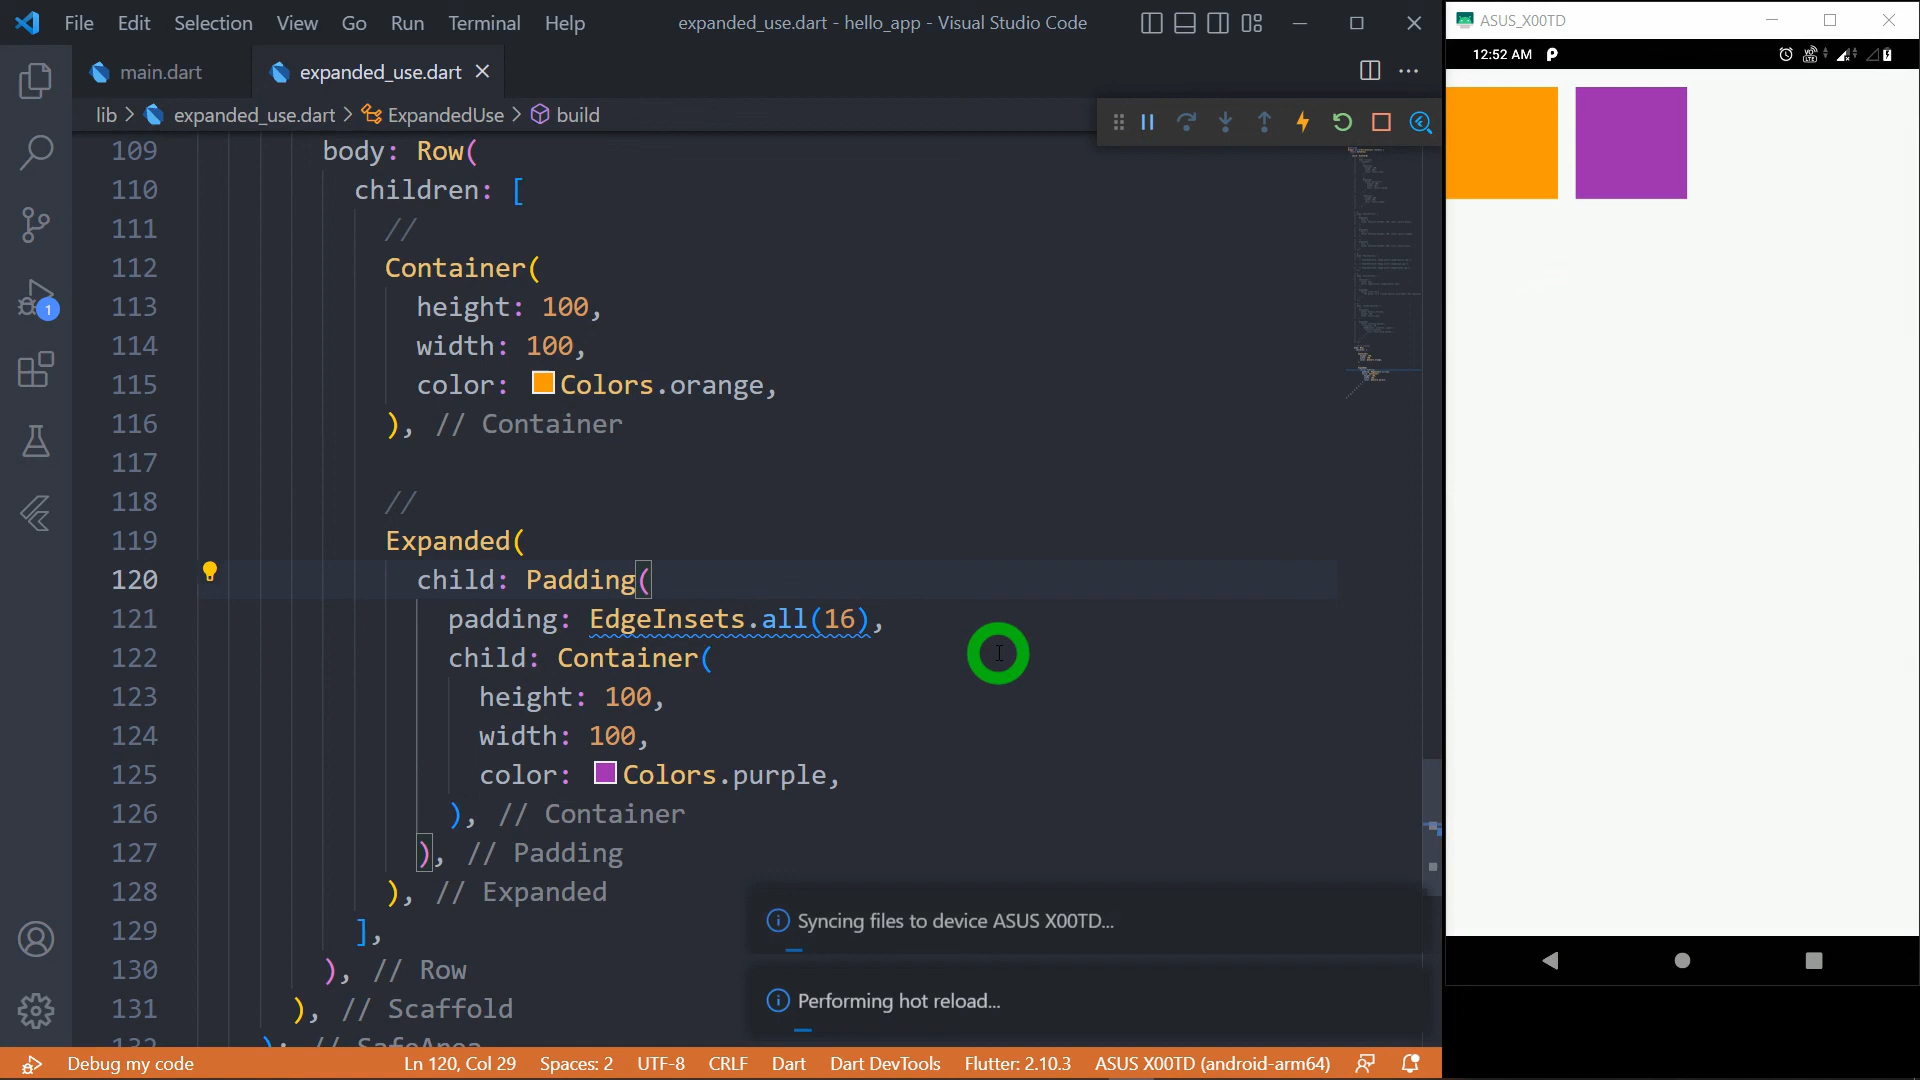 File Edit Selection View Go Run Terminal Help
expanded_use.dart - hello_app - Visual Studio Code
ASUS_X00TD
12:52 AM
main.dart
expanded_use.dart
lib > expanded_use.dart > ExpandedUse > build
109 body: Row(
110 children: [
111 //
112 Container(
113 height: 100,
114 width: 100,
115 color: Colors.orange,
116 ), // Container
117
118 //
119 Expanded(
120 child: Padding(
121 padding: EdgeInsets.all(16),
122 child: Container(
123 height: 100,
124 width: 100,
125 color: Colors.purple,
126 ), // Container
127 ), // Padding
128 ), // Expanded
129 ],
130 ), // Row
131 ), // Scaffold
132 ); // SafeArea
1
Syncing files to device ASUS X00TD...
Performing hot reload...
Debug my code
Ln 120, Col 29 Spaces: 2 UTF-8 CRLF Dart Dart DevTools Flutter: 2.10.3 ASUS X00TD (android-arm64)